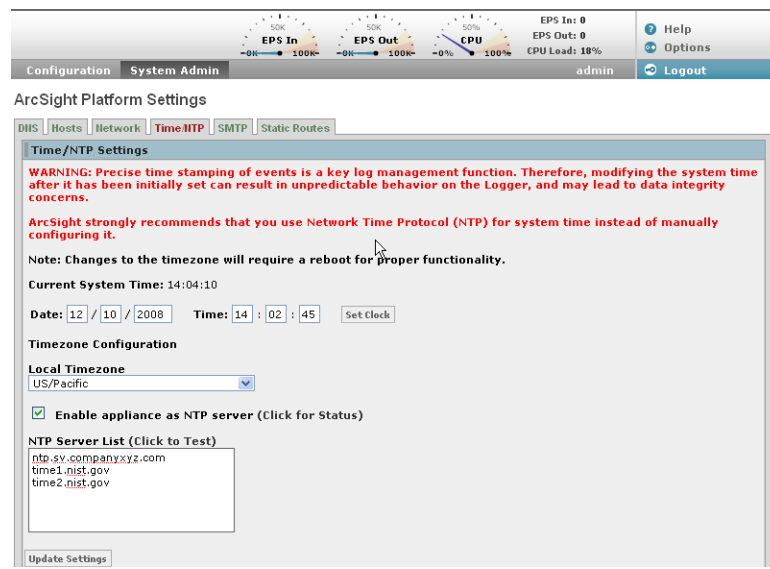 50K
EPS In
-0K
100K-
50K
EPS Out
-0K
100K-
50%
CPU
-0%
100%
EPS In: 0
EPS Out: 0
CPU Load: 18%
Help
Options
Configuration System Admin admin Logout
ArcSight Platform Settings
DNS Hosts Network Time/NTP SMTP Static Routes
Time/NTP Settings
WARNING: Precise time stamping of events is a key log management function. Therefore, modifying the system time
after it has been initially set can result in unpredictable behavior on the Logger, and may lead to data integrity
concerns.
ArcSight strongly recommends that you use Network Time Protocol (NTP) for system time instead of manually
configuring it.
Note: Changes to the timezone will require a reboot for proper functionality.
Current System Time: 14:04:10
Date: 12 / 10 / 2008 Time: 14 : 02 : 45 Set Clock
Timezone Configuration
Local Timezone
US/Pacific
Enable appliance as NTP server (Click for Status)
NTP Server List (Click to Test)
ntp.sv.companyxyz.com
time1.nist.gov
time2.nist.gov
Update Settings